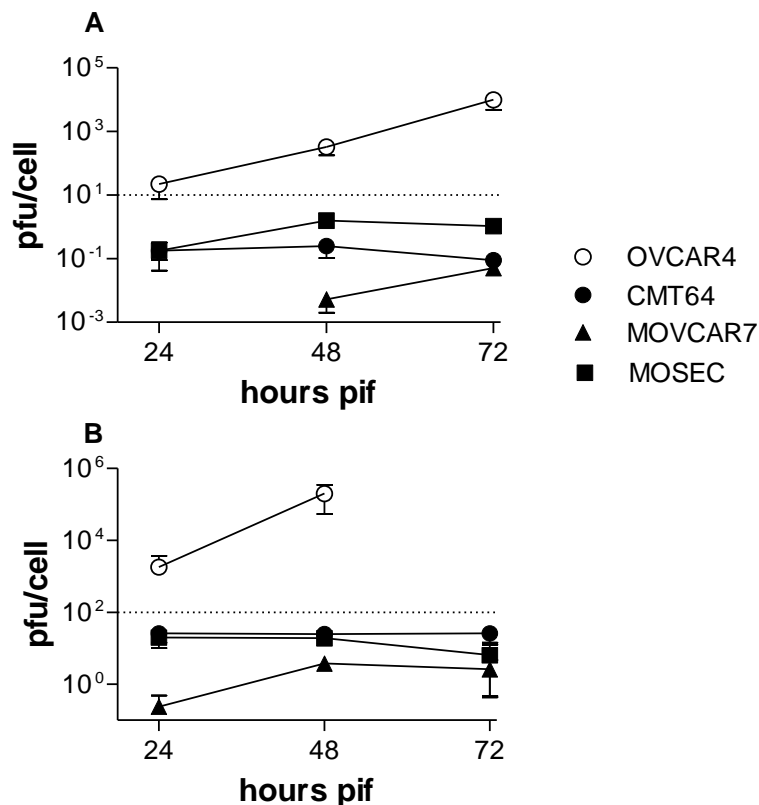 A
10^5
10^3
10^1
10^-1
10^-3
pfu/cell
24 48 72
hours pif
OVCAR4
CMT64
MOVCAR7
MOSEC
B
10^6
10^4
10^2
10^0
pfu/cell
24 48 72
hours pif